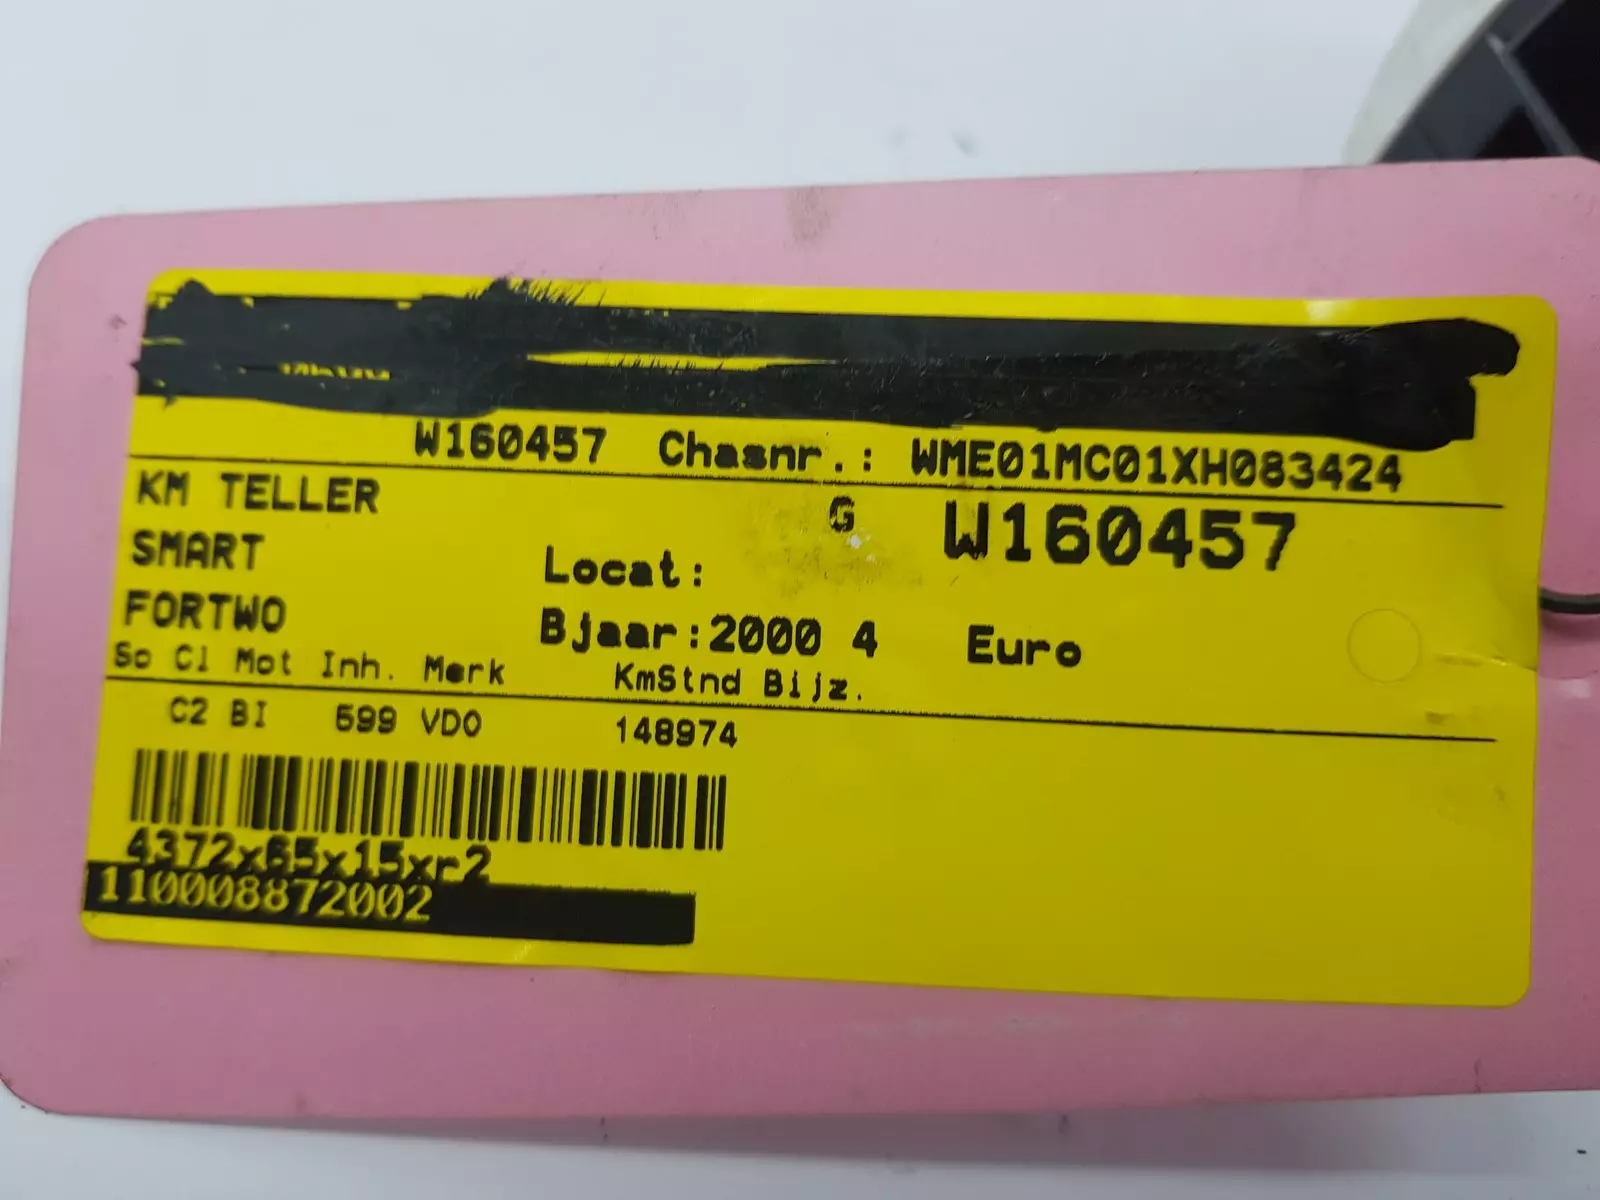 W160457 Chasnr.: WME01MC01XH083424
KM TELLER
G W160457
SMART
Locat:
FORTWO
Bjaar:2000 4 Euro
So Cl Mot Inh. Merk KmStnd Bijz.
C2 BI 599 VDO 148974
4372x65x15xr2
110008872002